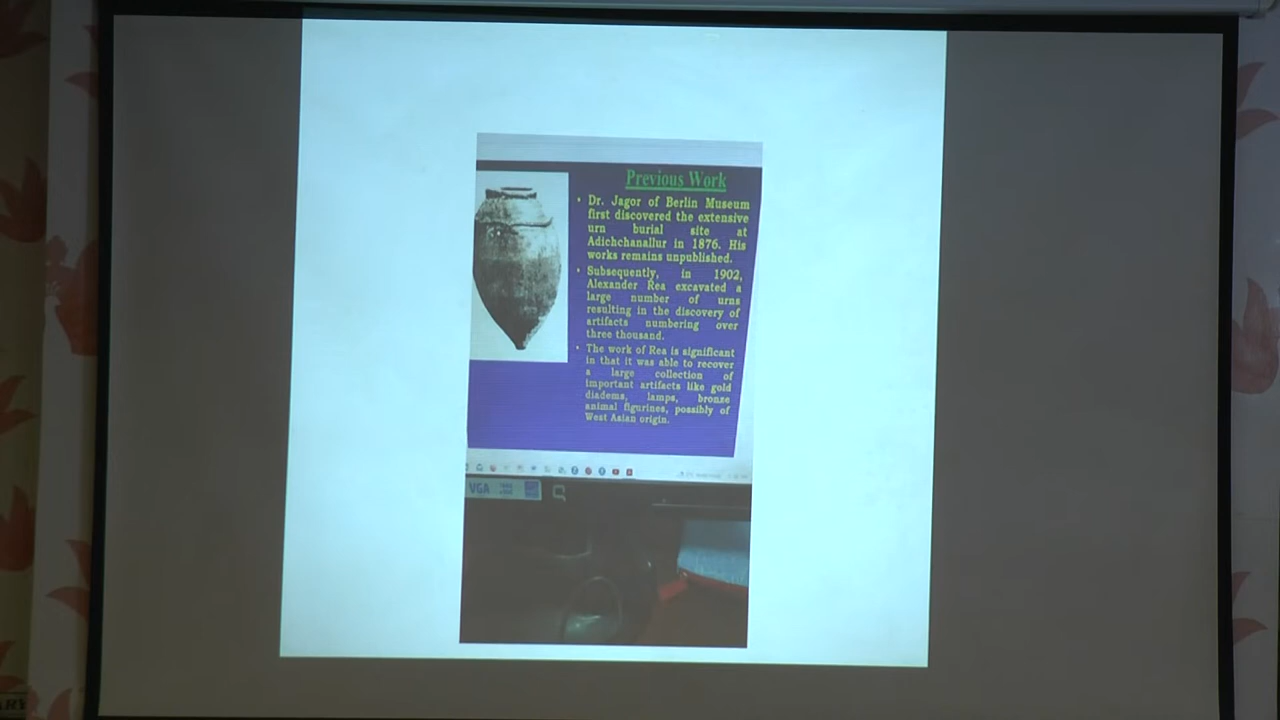 Previous Work
• Dr. Jagor of Berlin Museum
first discovered the extensive
urn burial site at
Adichchanallur in 1876. His
works remains unpublished.
• Subsequently, in 1902,
Alexander Rea excavated a
large number of urns
resulting in the discovery of
artifacts numbering over
three thousand.
• The work of Rea is significant
in that it was able to recover
a large collection of
important artifacts like gold
diadems, lamps, bronze
animal figurines, possibly of
West Asian origin.
VGA